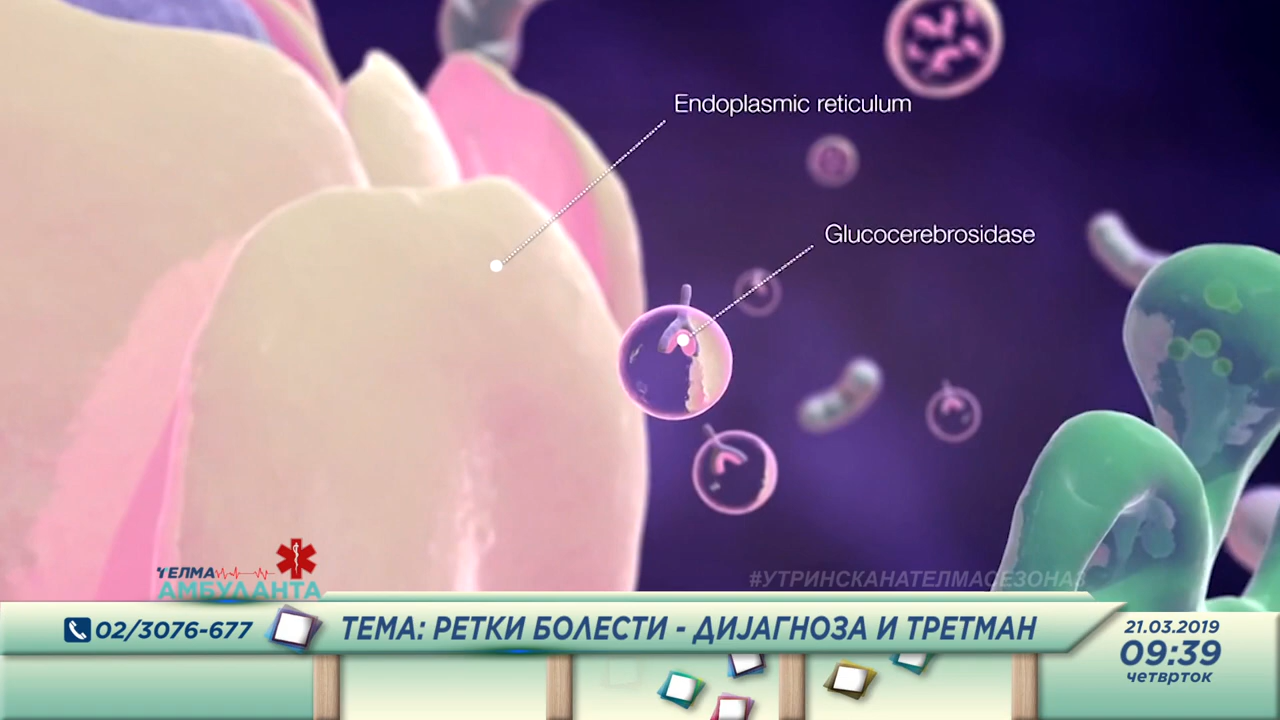 Endoplasmic reticulum
Glucocerebrosidase
ТЕЛМА
АМБУЛАНТА
#УТРИНСКАНАТЕЛМАСЕЗОНА3
02/3076-677
ТЕМА: РЕТКИ БОЛЕСТИ - ДИЈАГНОЗА И ТРЕТМАН
21.03.2019
09:39
четврток